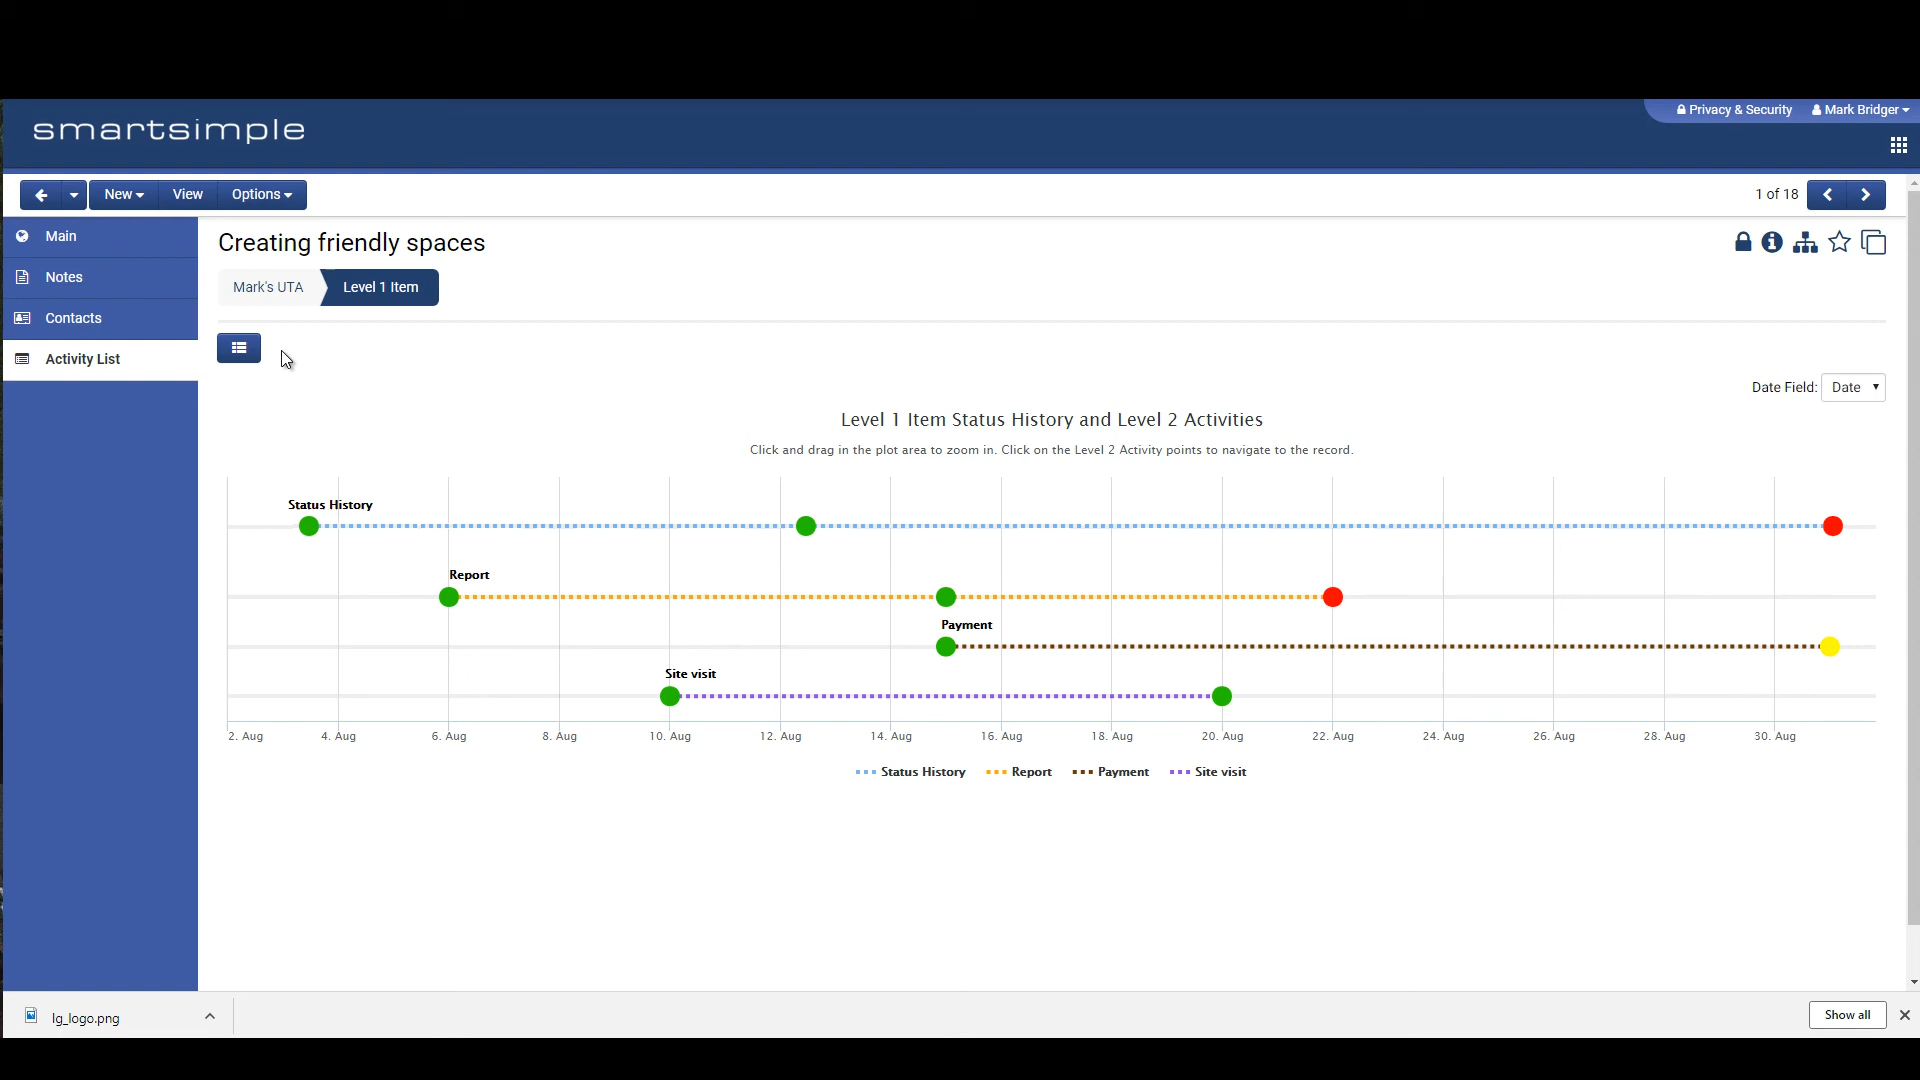 Privacy & Security Mark Bridger
smartsimple
New View Options 1 of 18
Main
Notes
Contacts
Activity List
Creating friendly spaces
Mark's UTA Level 1 Item
Date Field: Date
Level 1 Item Status History and Level 2 Activities
Click and drag in the plot area to zoom in. Click on the Level 2 Activity points to navigate to the record.
Status History
Report
Payment
Site visit
2. Aug 4. Aug 6. Aug 8. Aug 10. Aug 12. Aug 14. Aug 16. Aug 18. Aug 20. Aug 22. Aug 24. Aug 26. Aug 28. Aug 30. Aug
Status History Report Payment Site visit
lg_logo.png Show all